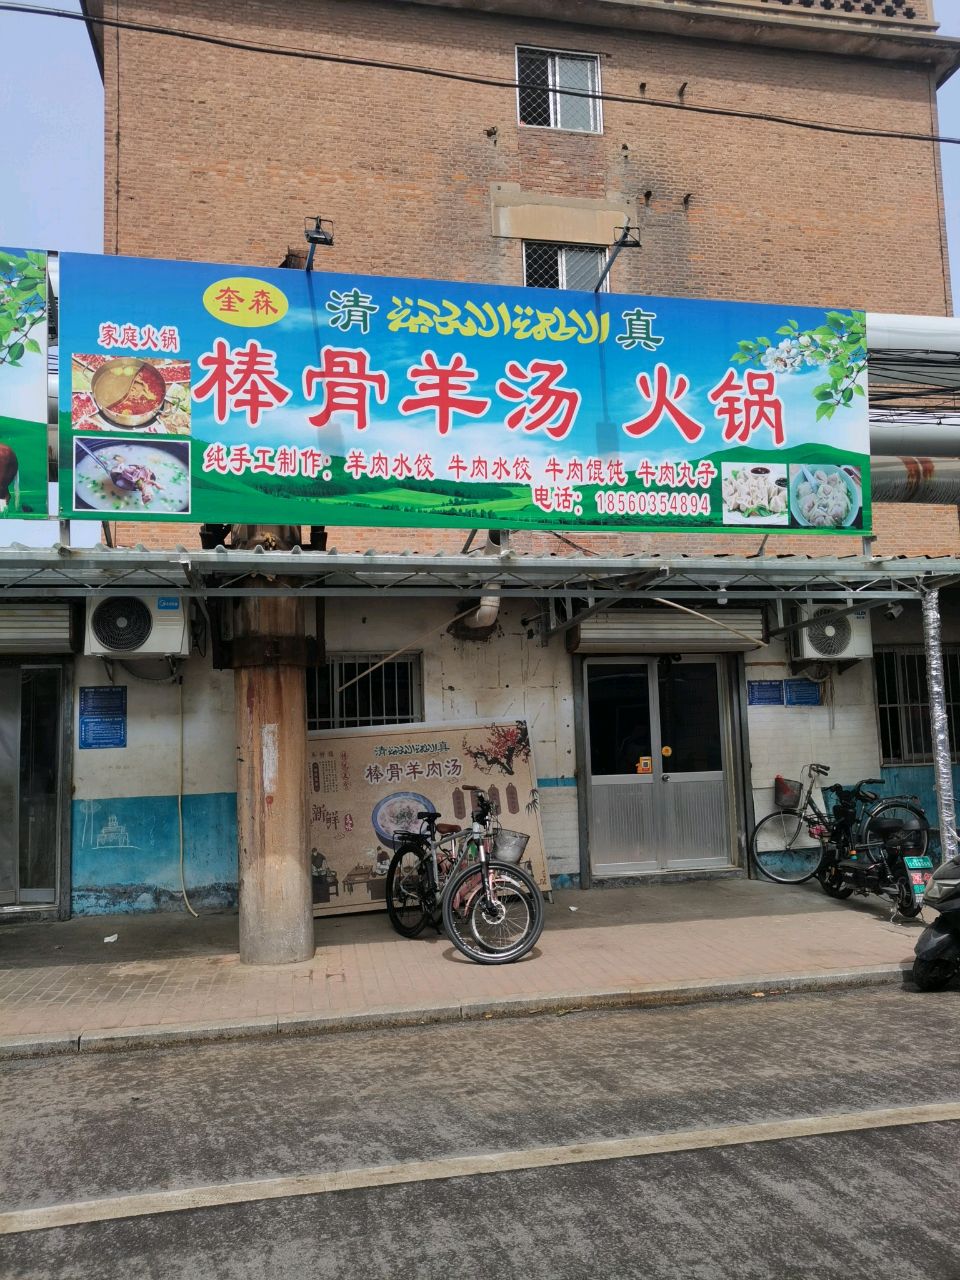 奎森
清 真
家庭火锅
棒骨羊汤 火锅
纯手工制作：羊肉水饺 牛肉水饺 牛肉馄饨 牛肉丸子
电话：18560354894
清 真
棒骨羊肉汤
新鲜